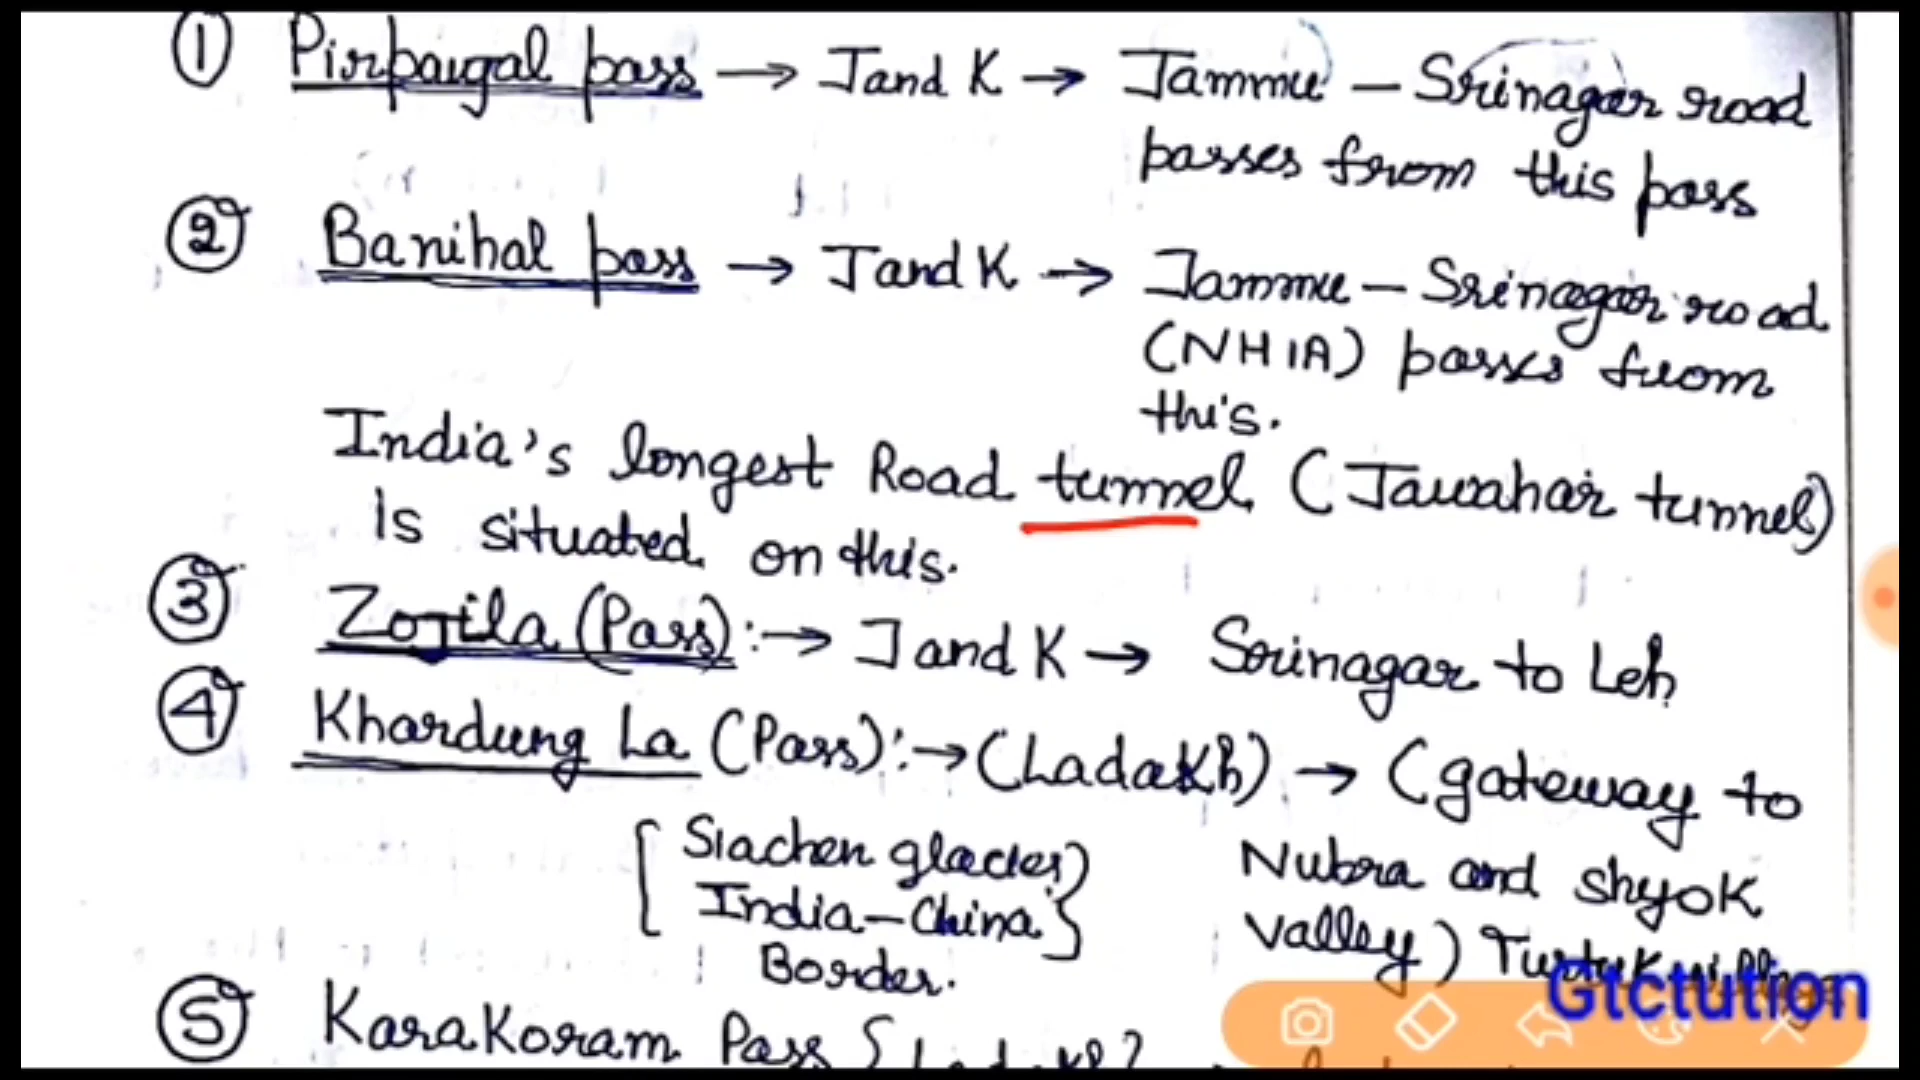 ① Pirpanjal pass → J and K → Jammu - Srinagar road
passes from this pass
② Banihal pass → J and K → Jammu - Srinagar road
(NH1A) passes from
this.
India's longest Road tunnel (Jawahar tunnel)
Is situated on this.
③ Zojila (Pass):→ J and K → Srinagar to Leh
④ Khardung La (Pass):→ (Ladakh) → (gateway to
[Siachen glacier) Nubra and shyok
India-China} valley) Turtuk
Border.
⑤ Karakoram Pass
Gtctution